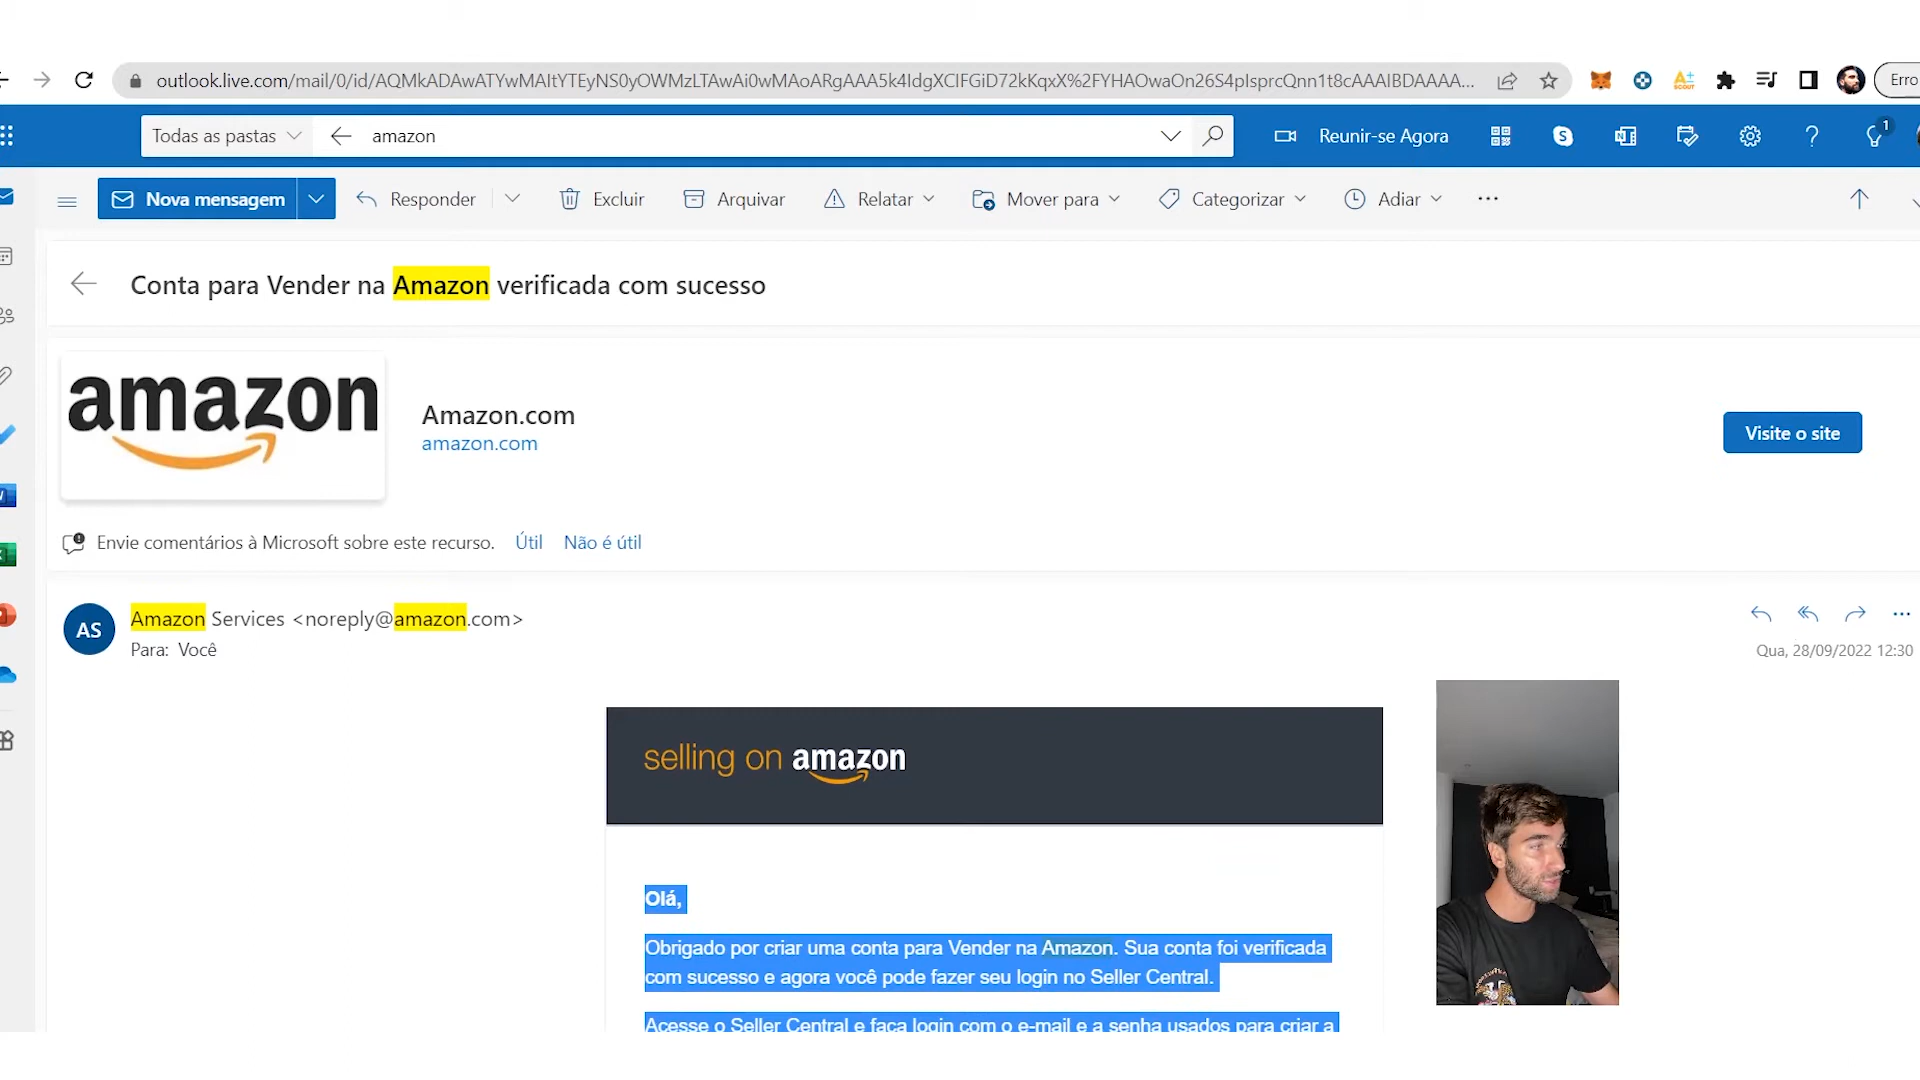 outlook.live.com/mail/0/id/AQMkADAwATYwMAItYTEyNS0yOWMzLTAwAi0wMAoARgAAA5k4IdgXCIFGiD72kKqxX%2FYHAOwaOn26S4pIsprcQnn1t8cAAAIBDAAAA...
A+
SCOUT
Erro
Todas as pastas
amazon
Reunir-se Agora
S
N
1
Nova mensagem
Responder
Excluir
Arquivar
Relatar
Mover para
Categorizar
Adiar
Conta para Vender na Amazon verificada com sucesso
amazon
Amazon.com
amazon.com
Visite o site
Envie comentários à Microsoft sobre este recurso. Útil Não é útil
AS
Amazon Services <noreply@amazon.com>
Para: Você
Qua, 28/09/2022 12:30
selling on amazon
Olá,
Obrigado por criar uma conta para Vender na Amazon. Sua conta foi verificada
com sucesso e agora você pode fazer seu login no Seller Central.
Acesse o Seller Central e faça login com o e-mail e a senha usados para criar a